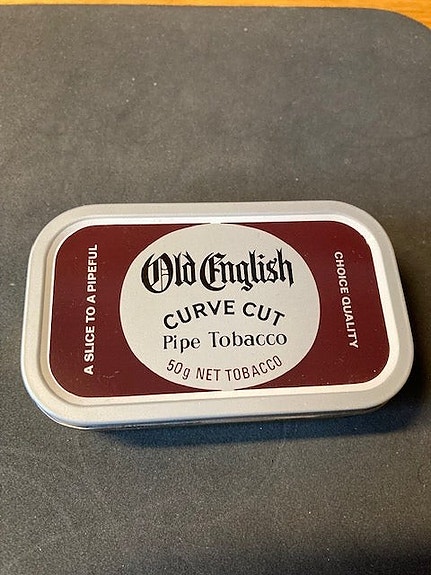 A SLICE TO A PIPEFUL
Old English
CURVE CUT
Pipe Tobacco
50g NET TOBACCO
CHOICE QUALITY